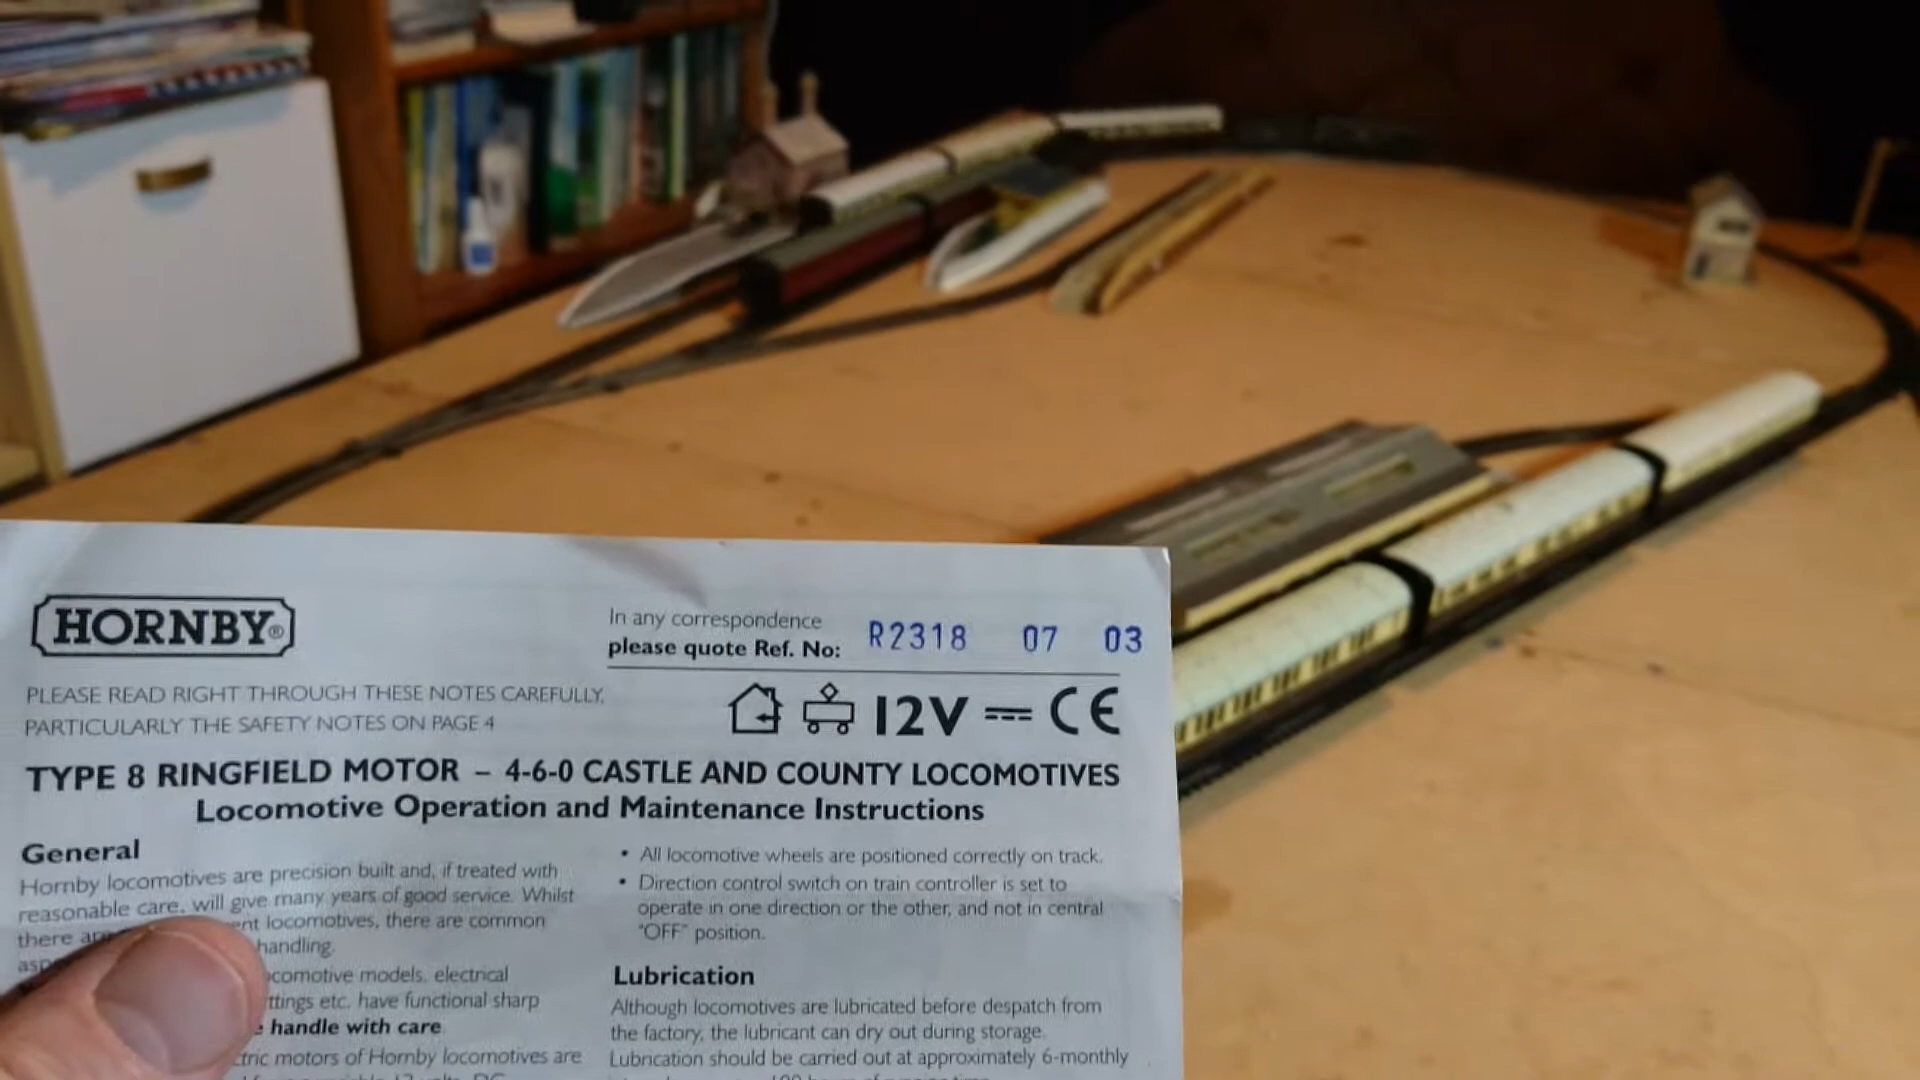 HORNBY®
In any correspondence
please quote Ref. No: R2318 07 03
PLEASE READ RIGHT THROUGH THESE NOTES CAREFULLY,
PARTICULARLY THE SAFETY NOTES ON PAGE 4
12V CE
TYPE 8 RINGFIELD MOTOR – 4-6-0 CASTLE AND COUNTY LOCOMOTIVES
Locomotive Operation and Maintenance Instructions
General
Hornby locomotives are precision built and, if treated with
reasonable care, will give many years of good service. Whilst
there locomotives, there are common
handling.
models, electrical
etc. have functional sharp
handle with care
motors of Hornby locomotives are
• All locomotive wheels are positioned correctly on track.
• Direction control switch on train controller is set to
operate in one direction or the other, and not in central
"OFF" position.
Lubrication
Although locomotives are lubricated before despatch from
the factory, the lubricant can dry out during storage.
Lubrication should be carried out at approximately 6-monthly